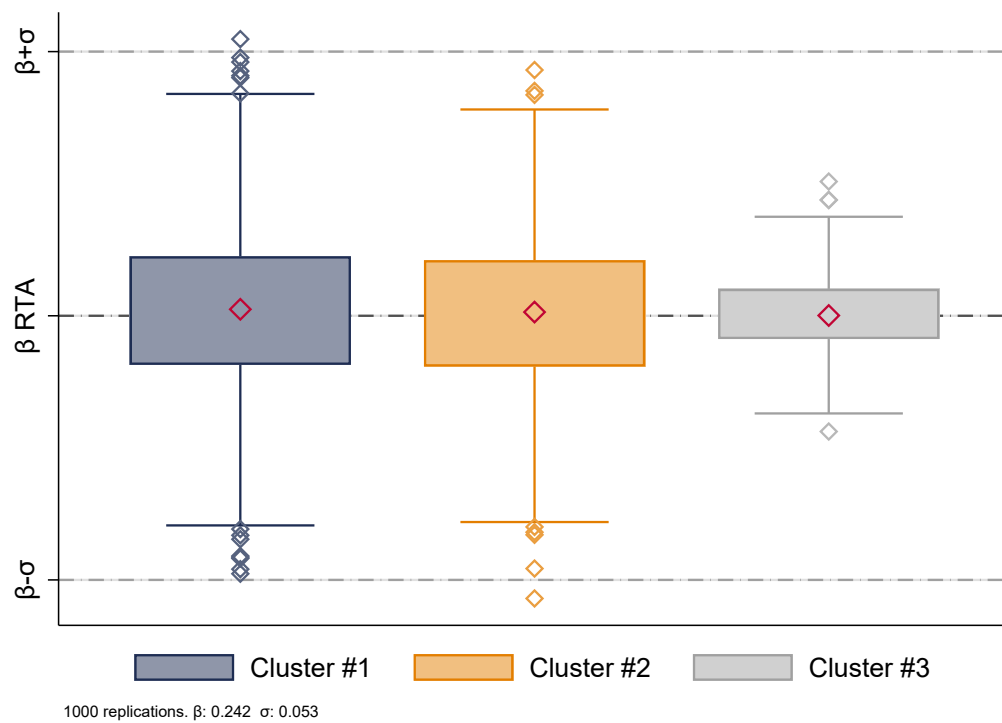 β+σ
β RTA
β-σ
Cluster #1
Cluster #2
Cluster #3
1000 replications. β: 0.242 σ: 0.053